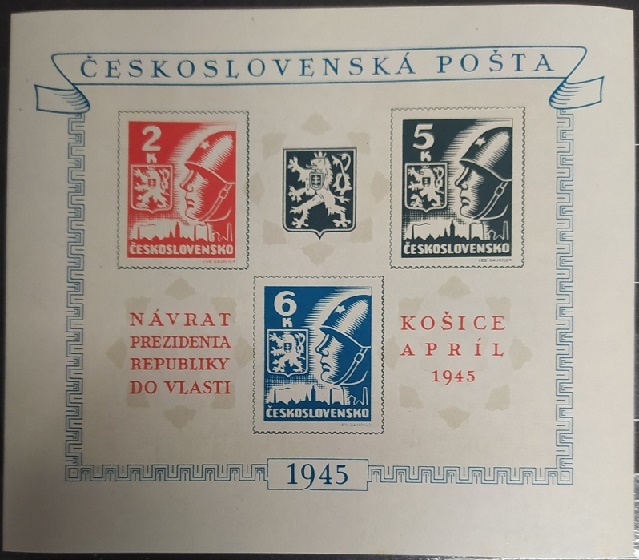 ČESKOSLOVENSKÁ POŠTA
2
K
ČESKOSLOVENSKO
5
K
ČESKOSLOVENSKO
NÁVRAT
PREZIDENTA
REPUBLIKY
DO VLASTI
6
K
ČESKOSLOVENSKO
KOŠICE
APRÍL
1945
1945